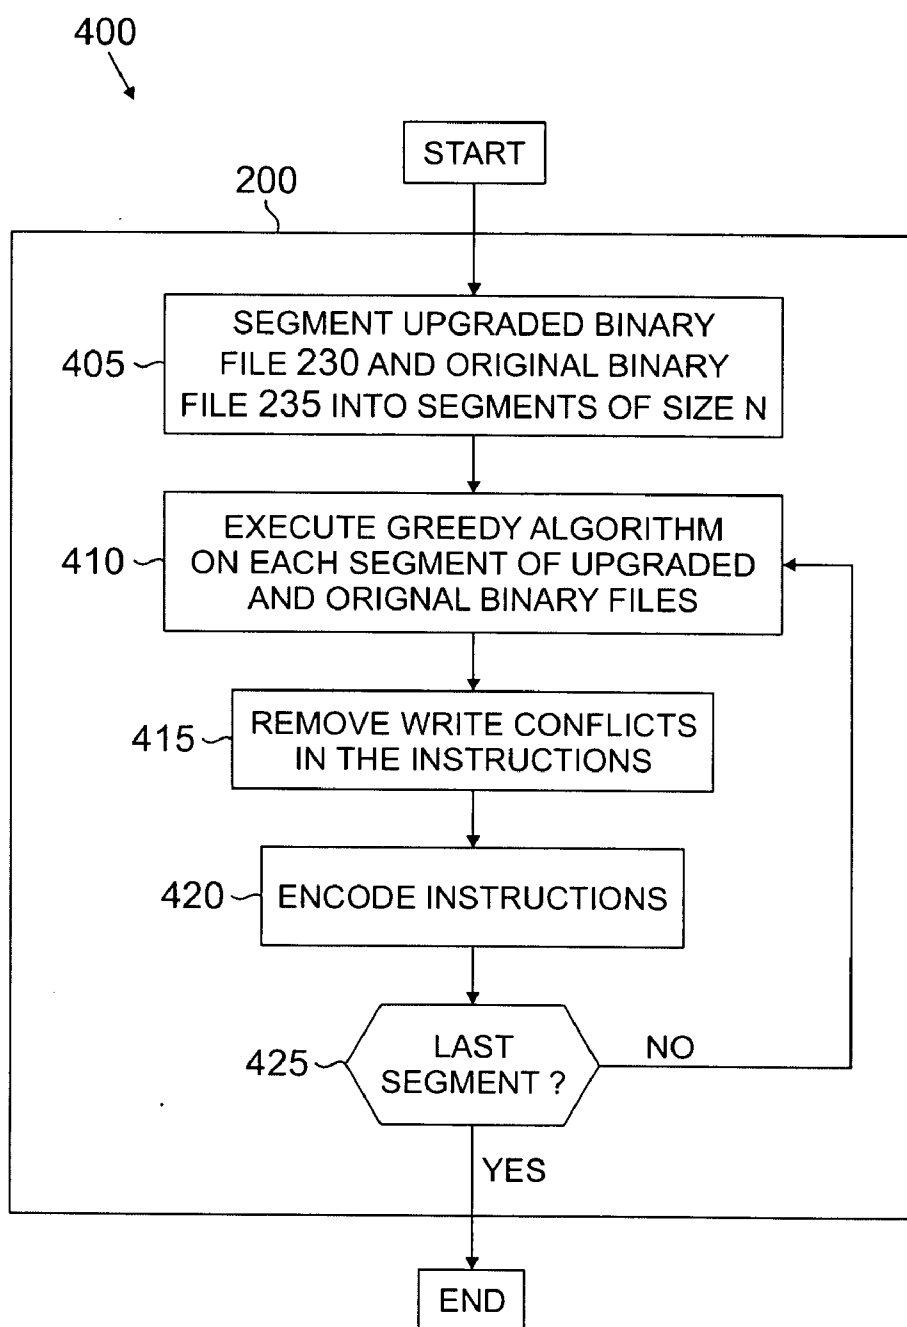 400
START
200
SEGMENT UPGRADED BINARY
FILE 230 AND ORIGINAL BINARY
FILE 235 INTO SEGMENTS OF SIZE N
405
EXECUTE GREEDY ALGORITHM
ON EACH SEGMENT OF UPGRADED
AND ORIGNAL BINARY FILES
410
REMOVE WRITE CONFLICTS
IN THE INSTRUCTIONS
415
ENCODE INSTRUCTIONS
420
LAST
SEGMENT ?
425
NO
YES
END